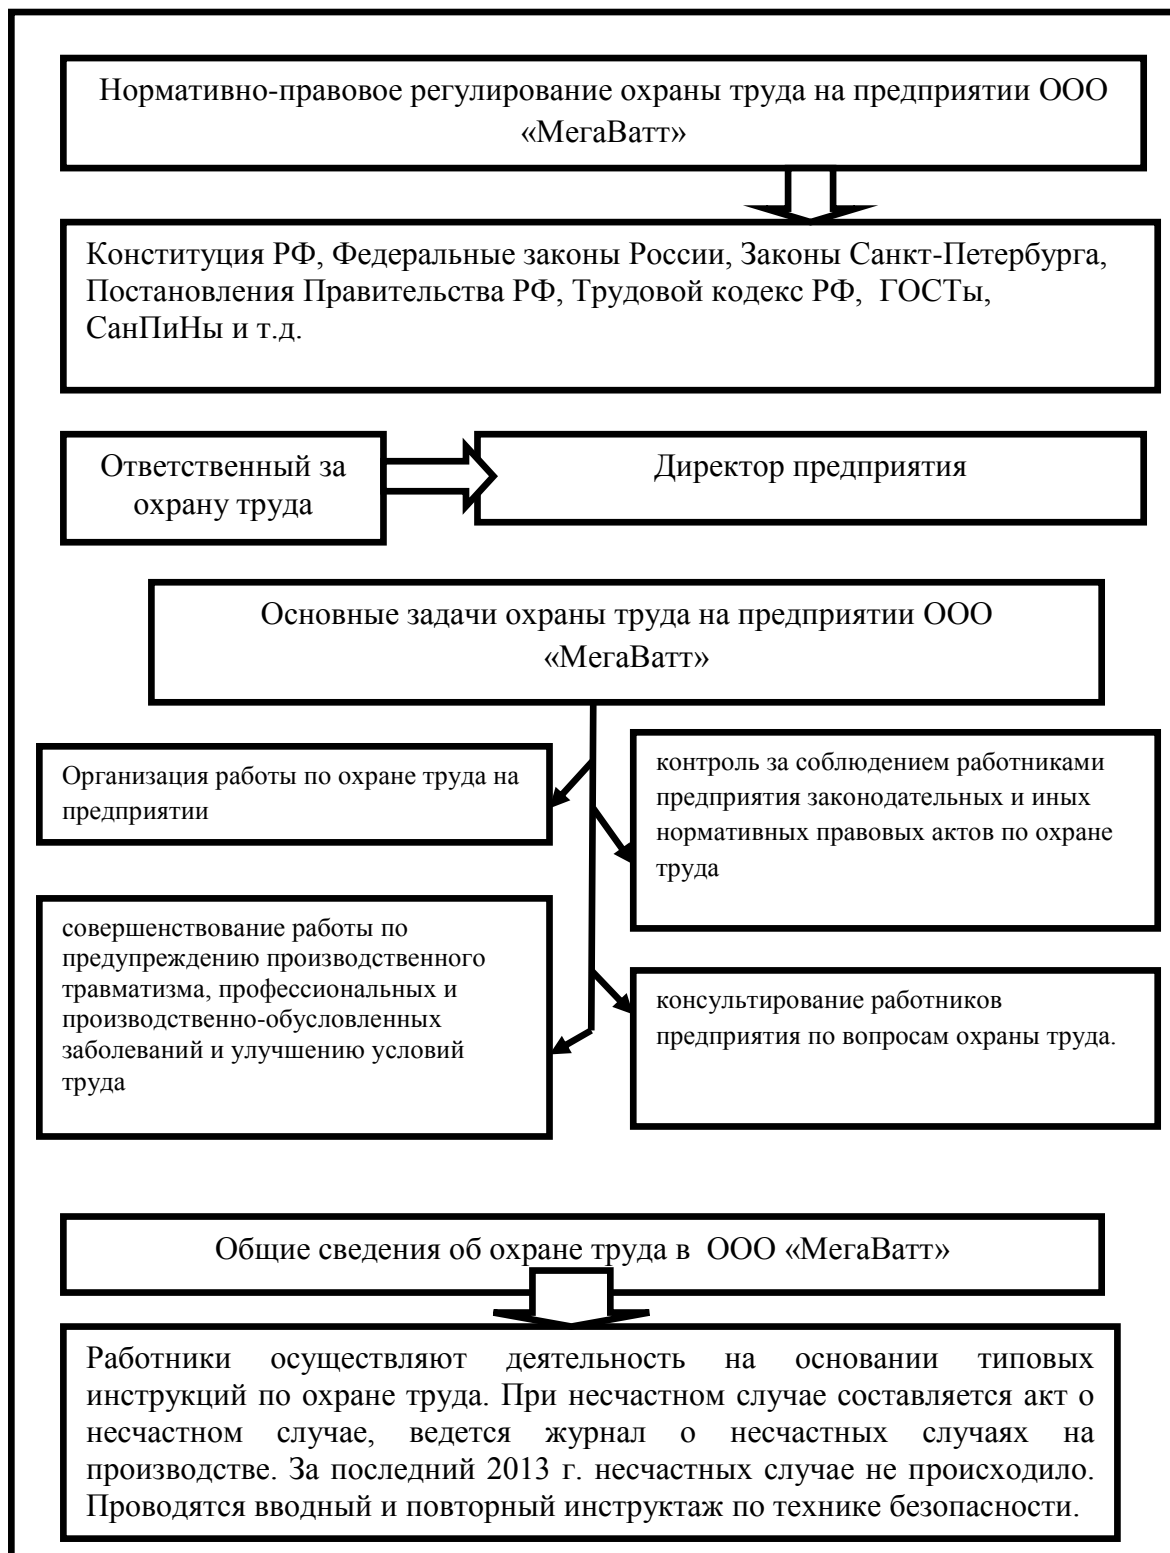 Нормативно-правовое регулирование охраны труда на предприятии ООО
«МегаВатт»
Конституция РФ, Федеральные законы России, Законы Санкт-Петербурга,
Постановления Правительства РФ, Трудовой кодекс РФ, ГОСТы,
СанПиНы и т.д.
Ответственный за
охрану труда
Директор предприятия
Основные задачи охраны труда на предприятии ООО
«МегаВатт»
Организация работы по охране труда на
предприятии
контроль за соблюдением работниками
предприятия законодательных и иных
нормативных правовых актов по охране
труда
совершенствование работы по
предупреждению производственного
травматизма, профессиональных и
производственно-обусловленных
заболеваний и улучшению условий
труда
консультирование работников
предприятия по вопросам охраны труда.
Общие сведения об охране труда в ООО «МегаВатт»
Работники осуществляют деятельность на основании типовых
инструкций по охране труда. При несчастном случае составляется акт о
несчастном случае, ведется журнал о несчастных случаях на
производстве. За последний 2013 г. несчастных случае не происходило.
Проводятся вводный и повторный инструктаж по технике безопасности.